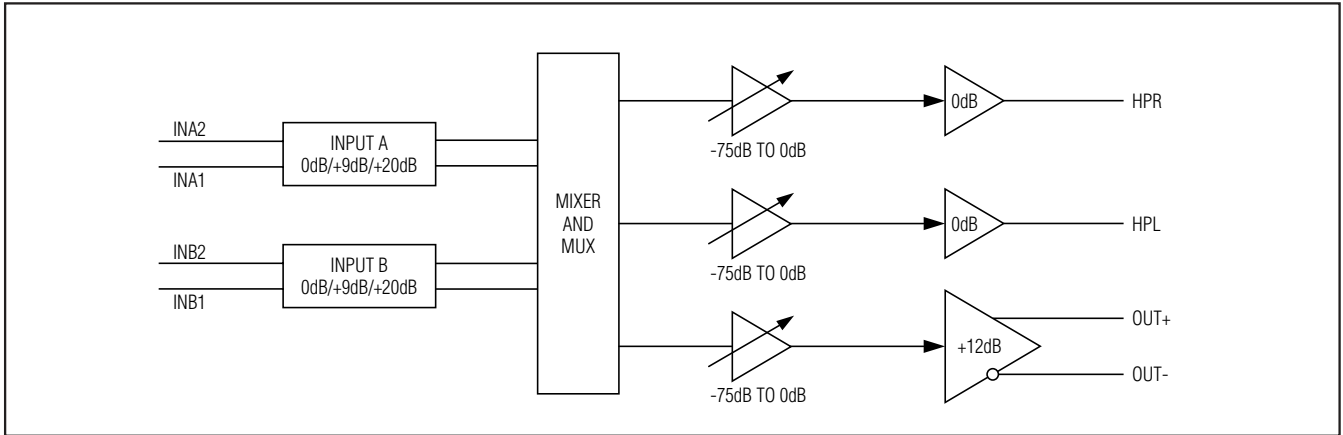 INA2
INA1
INPUT A
0dB/+9dB/+20dB
INB2
INB1
INPUT B
0dB/+9dB/+20dB
MIXER
AND
MUX
-75dB TO 0dB
0dB
HPR
-75dB TO 0dB
0dB
HPL
-75dB TO 0dB
+12dB
OUT+
OUT-